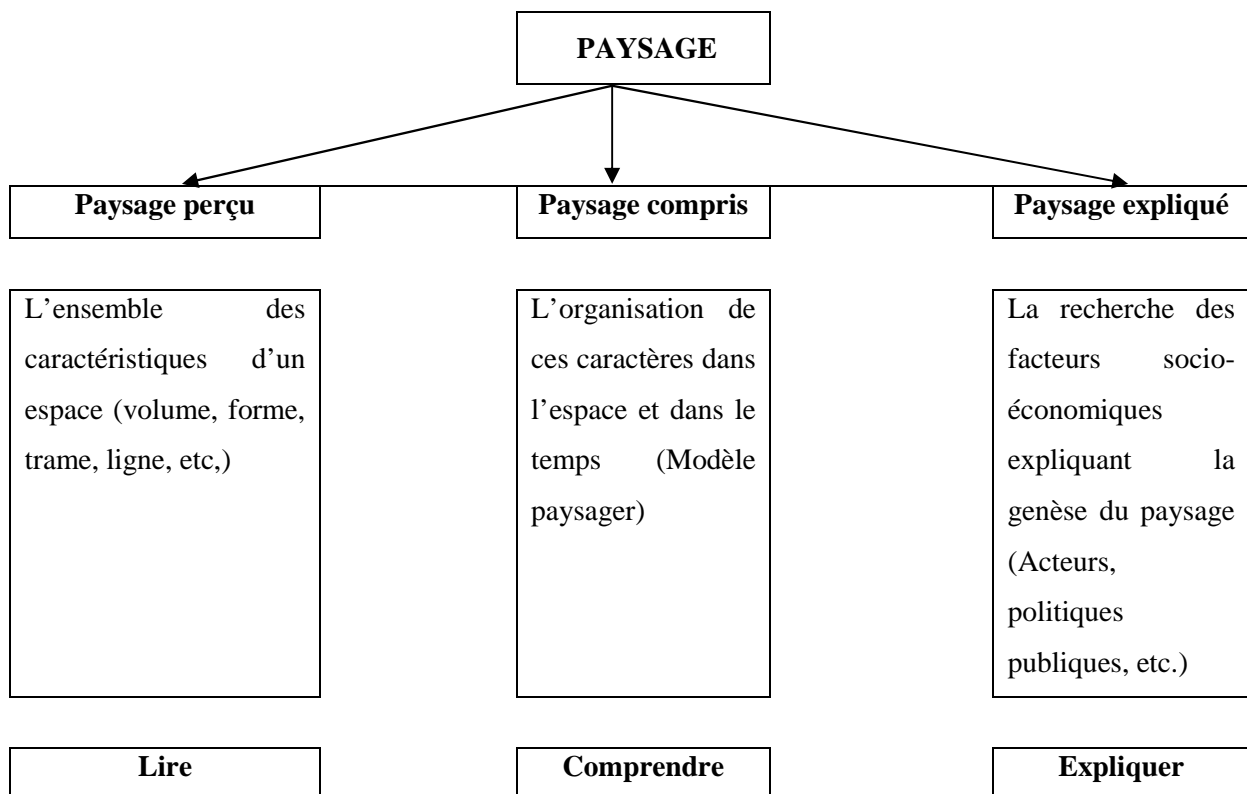 PAYSAGE
Paysage perçu
Paysage compris
Paysage expliqué
L’ensemble des
caractéristiques d’un
espace (volume, forme,
trame, ligne, etc,)
L’organisation de
ces caractères dans
l’espace et dans le
temps (Modèle
paysager)
La recherche des
facteurs socio-
économiques
expliquant la
genèse du paysage
(Acteurs,
politiques
publiques, etc.)
Lire
Comprendre
Expliquer